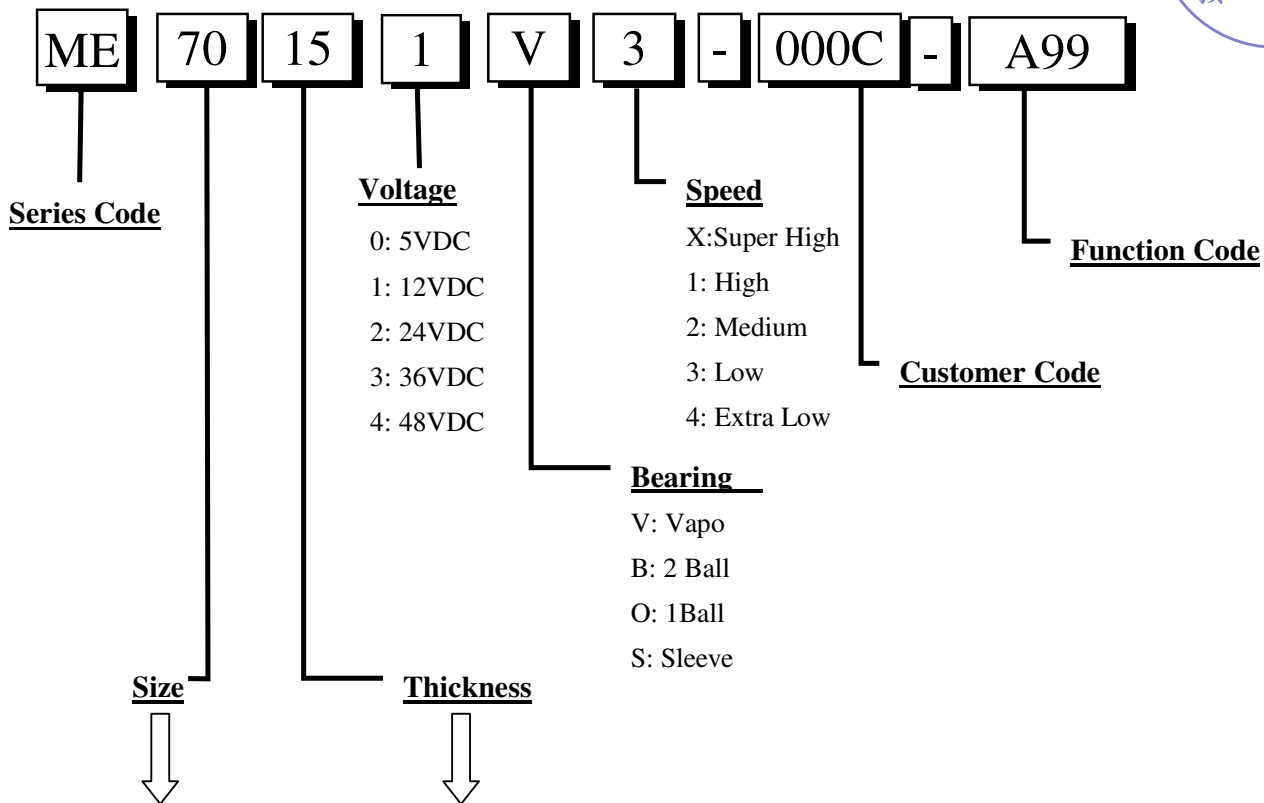 ME 70 15 1 V 3 - 000C - A99
Series Code
Voltage
0: 5VDC
1: 12VDC
2: 24VDC
3: 36VDC
4: 48VDC
Speed
X:Super High
1: High
2: Medium
3: Low
4: Extra Low
Function Code
Customer Code
Bearing
V: Vapo
B: 2 Ball
O: 1Ball
S: Sleeve
Size
Thickness